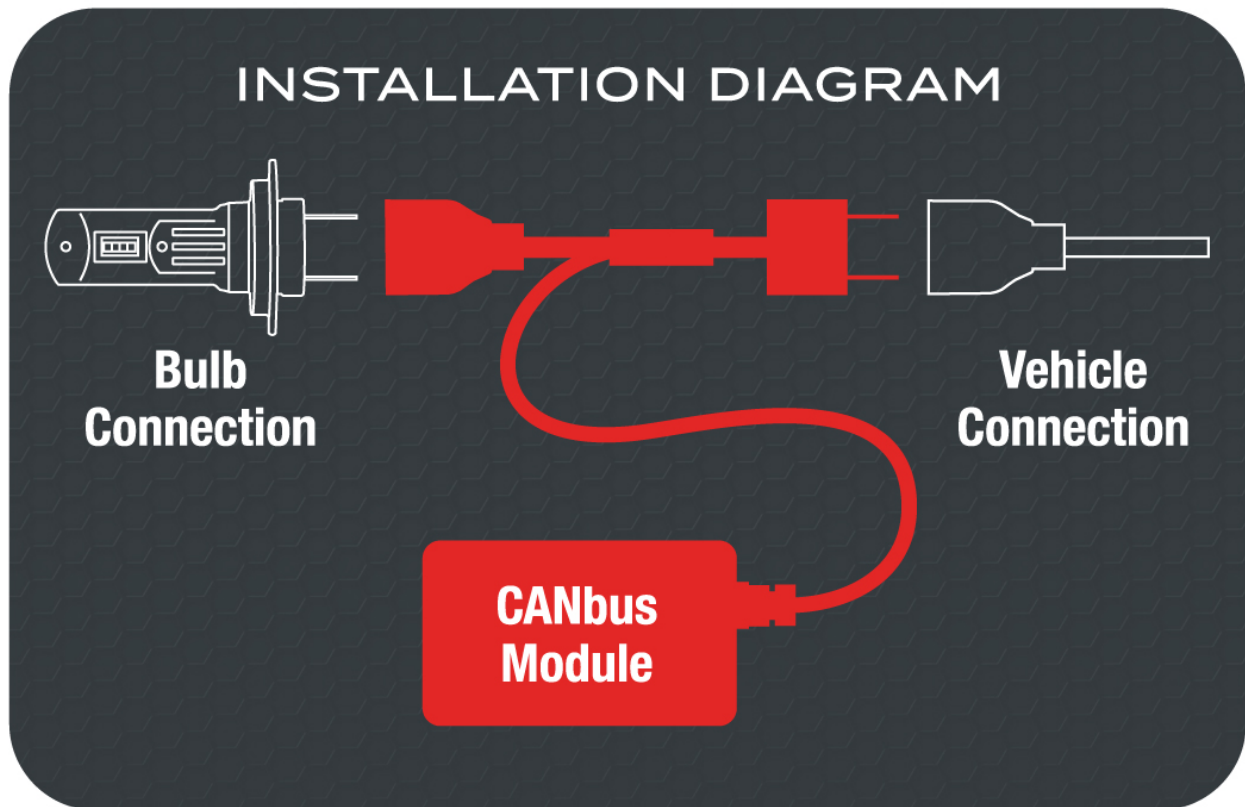 INSTALLATION DIAGRAM
Bulb
Connection
Vehicle
Connection
CANbus
Module